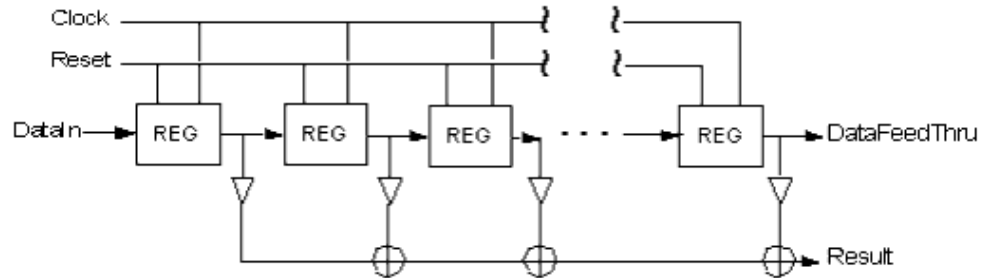 Clock
Reset
DataIn
REG
REG
REG
REG
DataFeedThru
Result